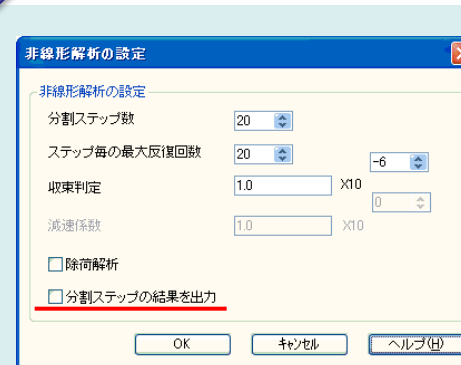 非線形解析の設定
非線形解析の設定
分割ステップ数 20
ステップ毎の最大反復回数 20
収束判定 1.0 X10 -6
減速係数 1.0 X10 0
除荷解析
分割ステップの結果を出力
OK キャンセル ヘルプ(H)